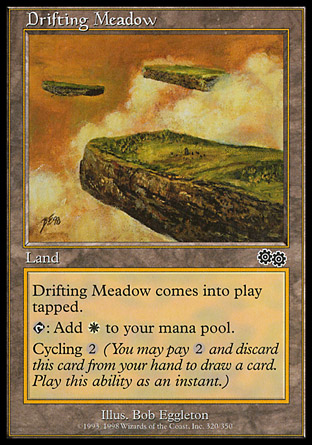 Drifting Meadow
Land
Drifting Meadow comes into play
tapped.
: Add to your mana pool.
Cycling 2 (You may pay 2 and discard
this card from your hand to draw a card.
Play this ability as an instant.)
Illus. Bob Eggleton
©1993-1998 Wizards of the Coast, Inc. 320/350